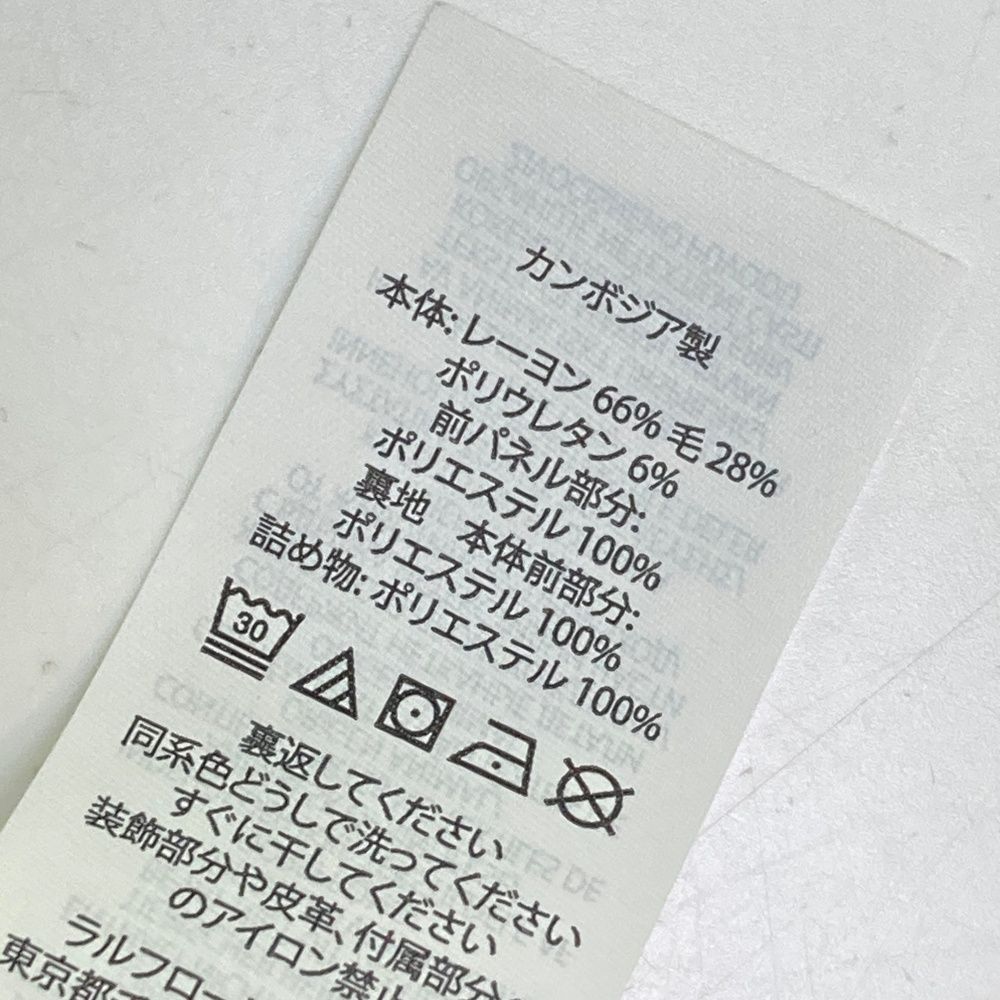 カンボジア製
本体: レーヨン 66% 毛 28%
ポリウレタン 6%
前パネル部分:
ポリエステル 100%
裏地 本体前部分:
ポリエステル 100%
詰め物: ポリエステル 100%
30
裏返してください
同系色どうしで洗ってください
すぐに干してください
装飾部分や皮革、付属部分
のアイロン禁止
ラルフロー
東京都